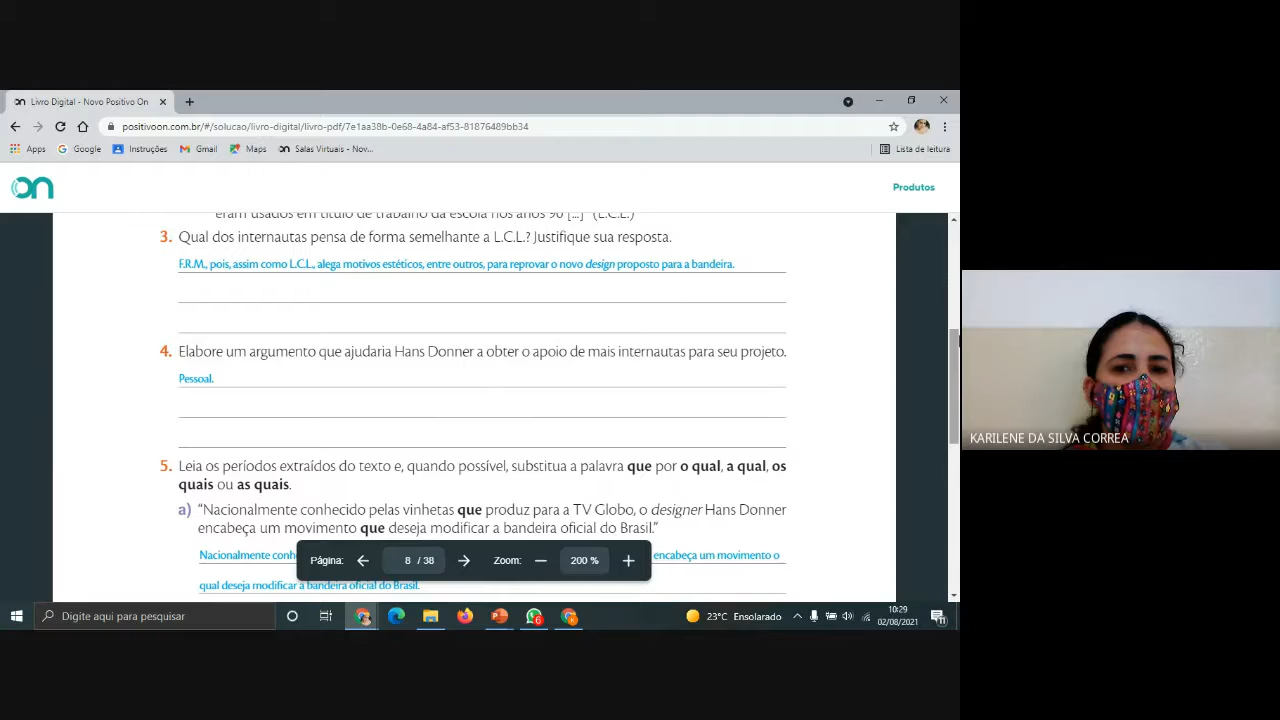 Livro Digital - Novo Positivo On
positivoon.com.br/#/solucao/livro-digital/livro-pdf/7e1aa38b-0e68-4a84-af53-81876489bb34
Apps Google Instruções Gmail Maps Salas Virtuais - Nov... Lista de leitura
on Produtos
eram usados em título de trabalho da escola nos anos 90 [...]" (L.C.L.)
3. Qual dos internautas pensa de forma semelhante a L.C.L.? Justifique sua resposta.
F.R.M., pois, assim como L.C.L., alega motivos estéticos, entre outros, para reprovar o novo design proposto para a bandeira.
4. Elabore um argumento que ajudaria Hans Donner a obter o apoio de mais internautas para seu projeto.
Pessoal.
5. Leia os períodos extraídos do texto e, quando possível, substitua a palavra que por o qual, a qual, os
quais ou as quais.
a) "Nacionalmente conhecido pelas vinhetas que produz para a TV Globo, o designer Hans Donner
encabeça um movimento que deseja modificar a bandeira oficial do Brasil."
Nacionalmente encabeça um movimento o
Página: 8 / 38 Zoom: 200 %
qual deseja modificar a bandeira oficial do Brasil.
KARILENE DA SILVA CORREA
Digite aqui para pesquisar 6 23°C Ensolarado 10:29
02/08/2021 11